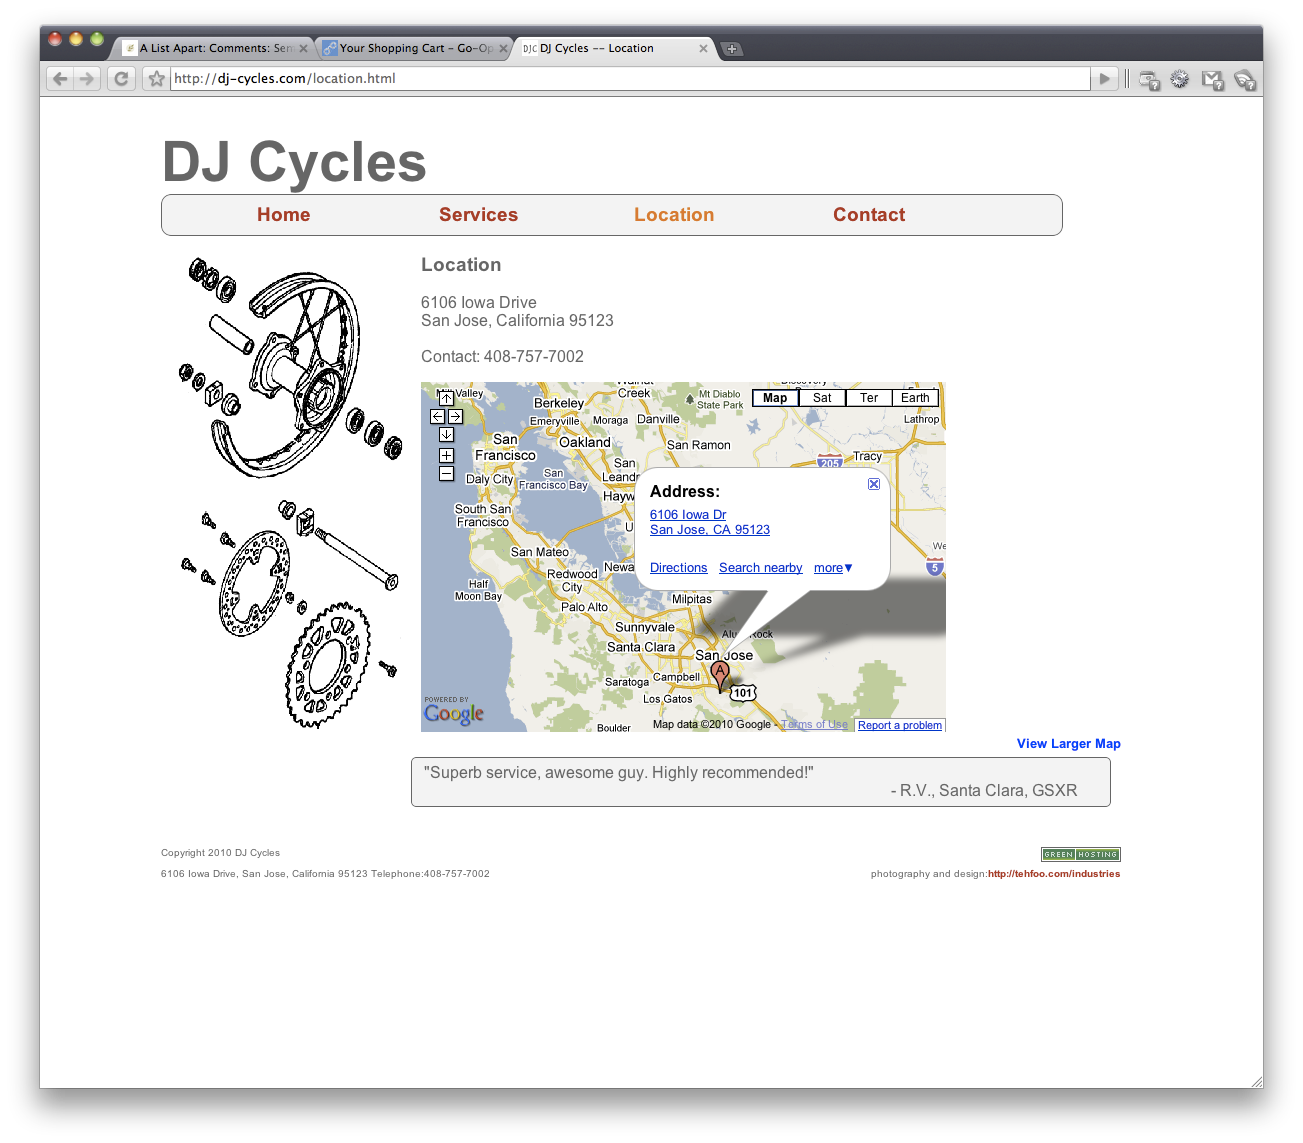 A List Apart: Comments: Sen
Your Shopping Cart – Go-Op
DJC DJ Cycles -- Location
http://dj-cycles.com/location.html
DJ Cycles
Home Services Location Contact
Location
6106 Iowa Drive
San Jose, California 95123
Contact: 408-757-7002
Valley
Berkeley
Creek
Mt Diablo
State Park
Map Sat Ter Earth
Emeryville Moraga Danville
Lathrop
San
Francisco
Oakland
San Ramon
205 Tracy
Daly City
San
Francisco Bay
San
Leandr
Hayw
South San
Francisco
Address:
6106 Iowa Dr
San Jose, CA 95123
San Mateo
We
5
Redwood
City
Newa
Directions Search nearby more▼
Half
Moon Bay
Palo Alto
Milpitas
Sunnyvale
Santa Clara
Alum Rock
San Jose
A
Saratoga Campbell
101
Los Gatos
POWERED BY
Google
Boulder
Map data ©2010 Google - Terms of Use
Report a problem
View Larger Map
"Superb service, awesome guy. Highly recommended!"
- R.V., Santa Clara, GSXR
Copyright 2010 DJ Cycles
GREEN HOSTING
6106 Iowa Drive, San Jose, California 95123 Telephone:408-757-7002
photography and design:http://tehfoo.com/industries